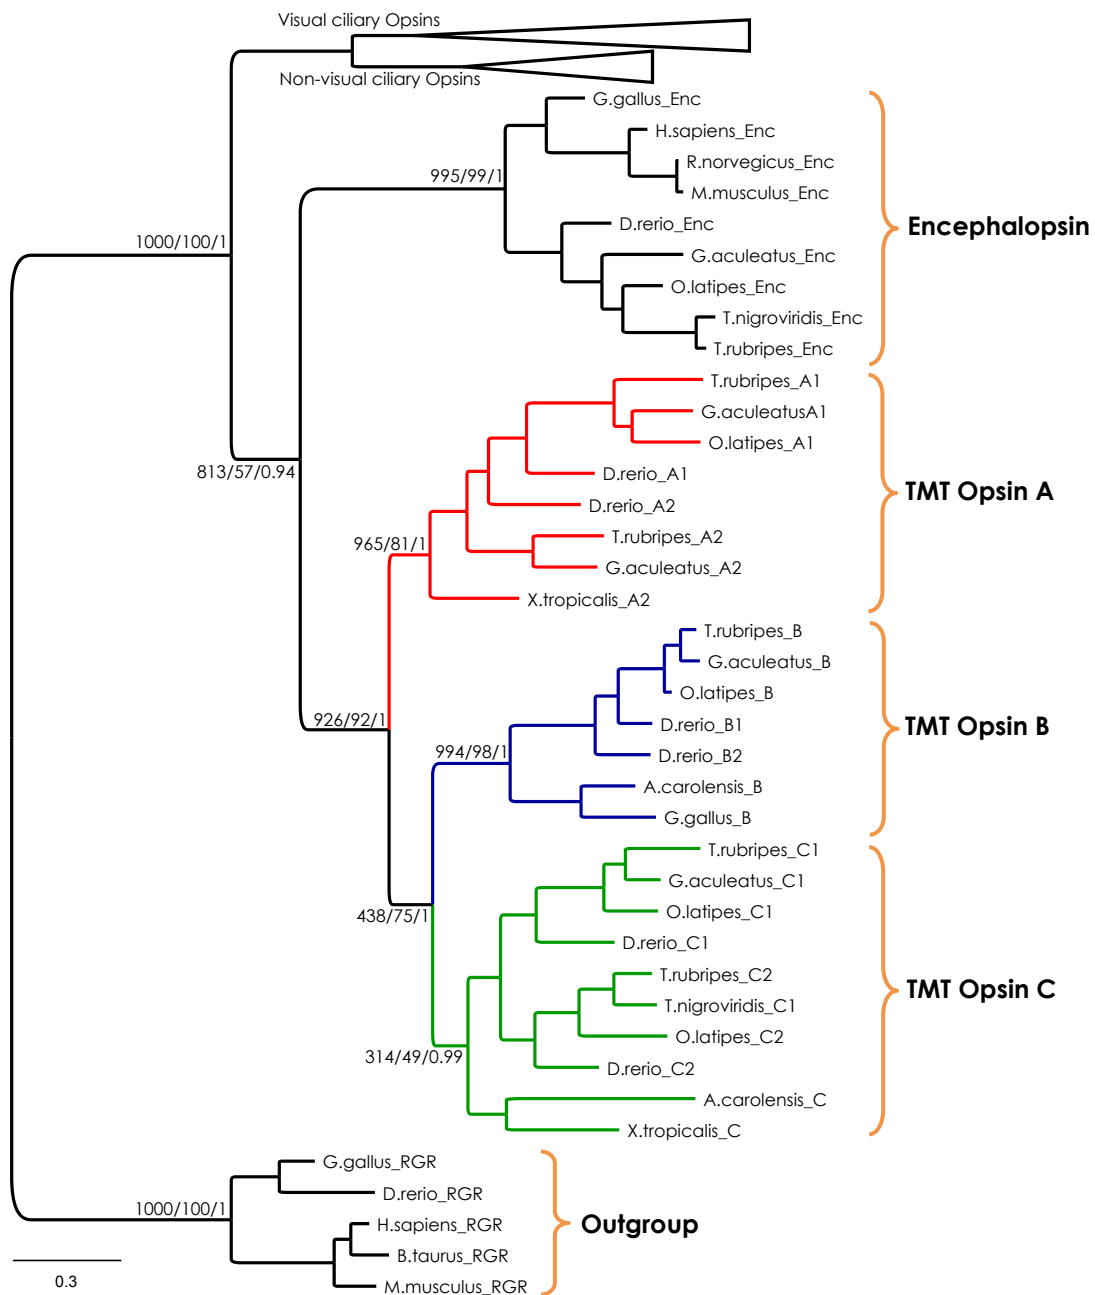 Visual ciliary Opsins
Non-visual ciliary Opsins
G.gallus_Enc
H.sapiens_Enc
R.norvegicus_Enc
995/99/1
M.musculus_Enc
D.rerio_Enc
Encephalopsin
1000/100/1
G.aculeatus_Enc
O.latipes_Enc
T.nigroviridis_Enc
T.rubripes_Enc
T.rubripes_A1
G.aculeatusA1
O.latipes_A1
813/57/0.94
D.rerio_A1
TMT Opsin A
D.rerio_A2
T.rubripes_A2
965/81/1
G.aculeatus_A2
X.tropicalis_A2
T.rubripes_B
G.aculeatus_B
O.latipes_B
926/92/1
D.rerio_B1
TMT Opsin B
994/98/1
D.rerio_B2
A.carolensis_B
G.gallus_B
T.rubripes_C1
G.aculeatus_C1
438/75/1
O.latipes_C1
D.rerio_C1
T.rubripes_C2
TMT Opsin C
T.nigroviridis_C1
O.latipes_C2
314/49/0.99
D.rerio_C2
A.carolensis_C
X.tropicalis_C
G.gallus_RGR
D.rerio_RGR
1000/100/1
H.sapiens_RGR
Outgroup
B.taurus_RGR
0.3
M.musculus_RGR